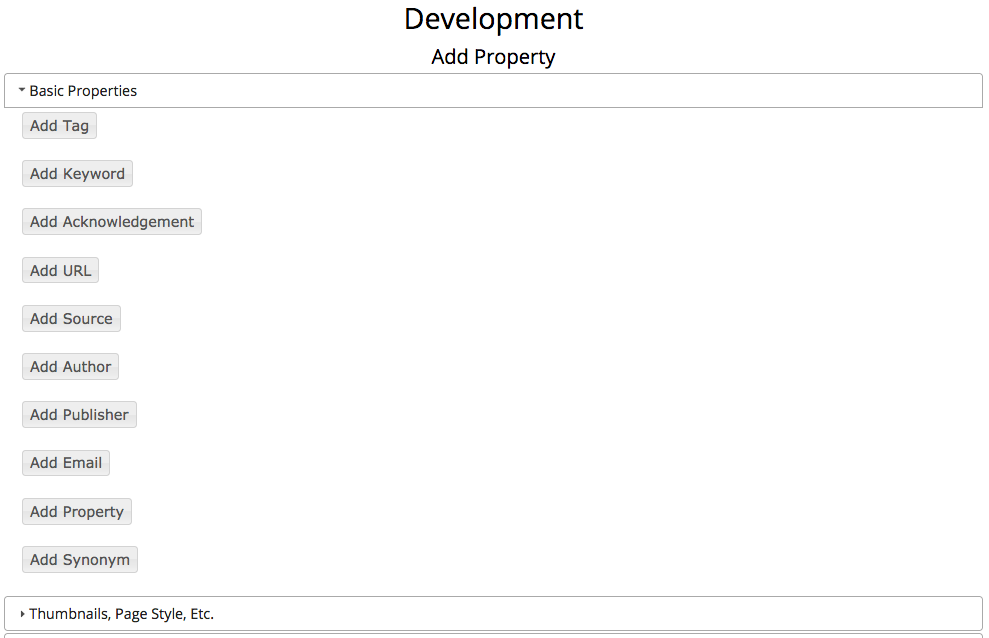 Development
Add Property
Basic Properties
Add Tag
Add Keyword
Add Acknowledgement
Add URL
Add Source
Add Author
Add Publisher
Add Email
Add Property
Add Synonym
Thumbnails, Page Style, Etc.